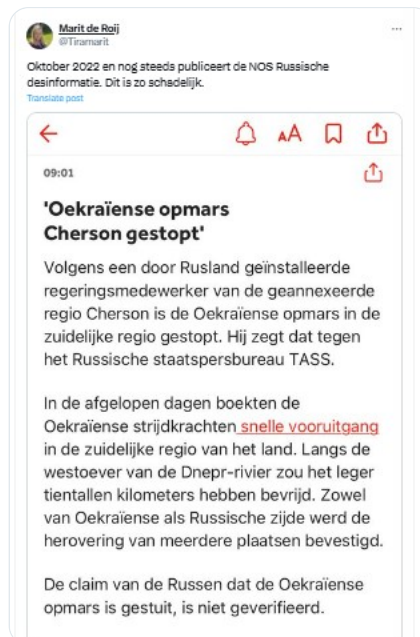 Marit de Roij
@Tiramarit
Oktober 2022 en nog steeds publiceert de NOS Russische
desinformatie. Dit is zo schadelijk.
Translate post
AA
09:01
'Oekraïense opmars
Cherson gestopt'
Volgens een door Rusland geïnstalleerde
regeringsmedewerker van de geannexeerde
regio Cherson is de Oekraïense opmars in de
zuidelijke regio gestopt. Hij zegt dat tegen
het Russische staatspersbureau TASS.
In de afgelopen dagen boekten de
Oekraïense strijdkrachten snelle vooruitgang
in de zuidelijke regio van het land. Langs de
westoever van de Dnepr-rivier zou het leger
tientallen kilometers hebben bevrijd. Zowel
van Oekraïense als Russische zijde werd de
herovering van meerdere plaatsen bevestigd.
De claim van de Russen dat de Oekraïense
opmars is gestuit, is niet geverifieerd.